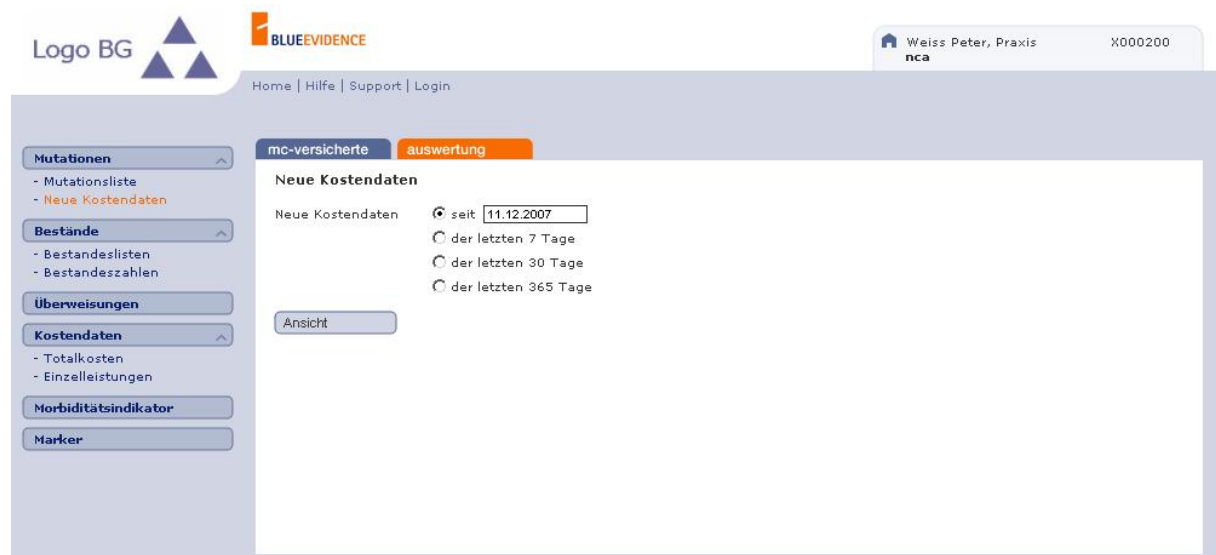 Logo BG
BLUEEVIDENCE
Weiss Peter, Praxis X000200
nca
Home | Hilfe | Support | Login
Mutationen
- Mutationsliste
- Neue Kostendaten
Bestände
- Bestandeslisten
- Bestandeszahlen
Überweisungen
Kostendaten
- Totalkosten
- Einzelleistungen
Morbiditätsindikator
Marker
mc-versicherte auswertung
Neue Kostendaten
Neue Kostendaten seit 11.12.2007
der letzten 7 Tage
der letzten 30 Tage
der letzten 365 Tage
Ansicht